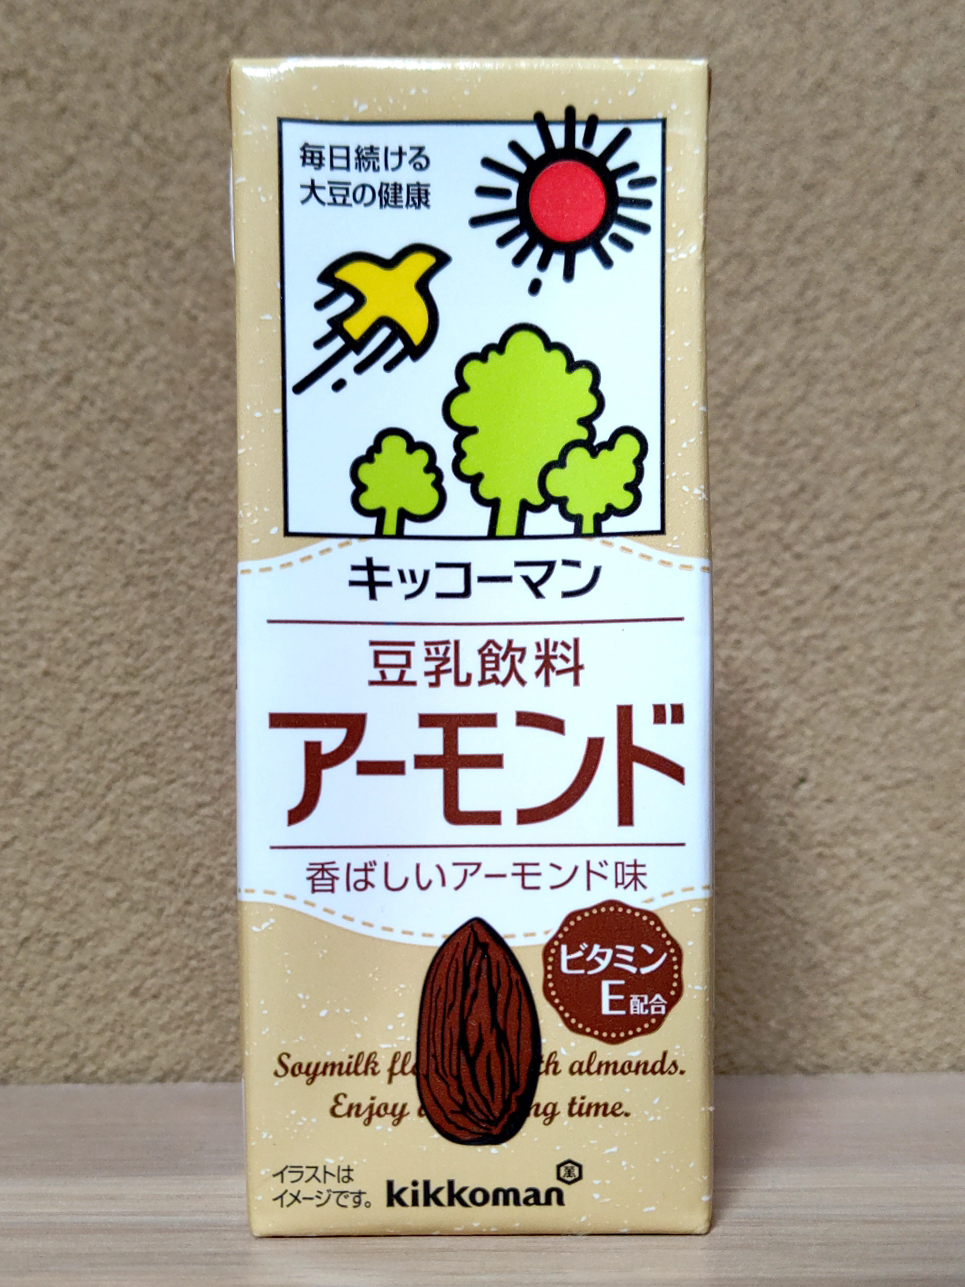 毎日続ける
大豆の健康
キッコーマン
豆乳飲料
アーモンド
香ばしいアーモンド味
ビタミン
E配合
Soymilk th almonds.
Enjoy ng time.
イラストは
イメージです。
kikkoman
萬